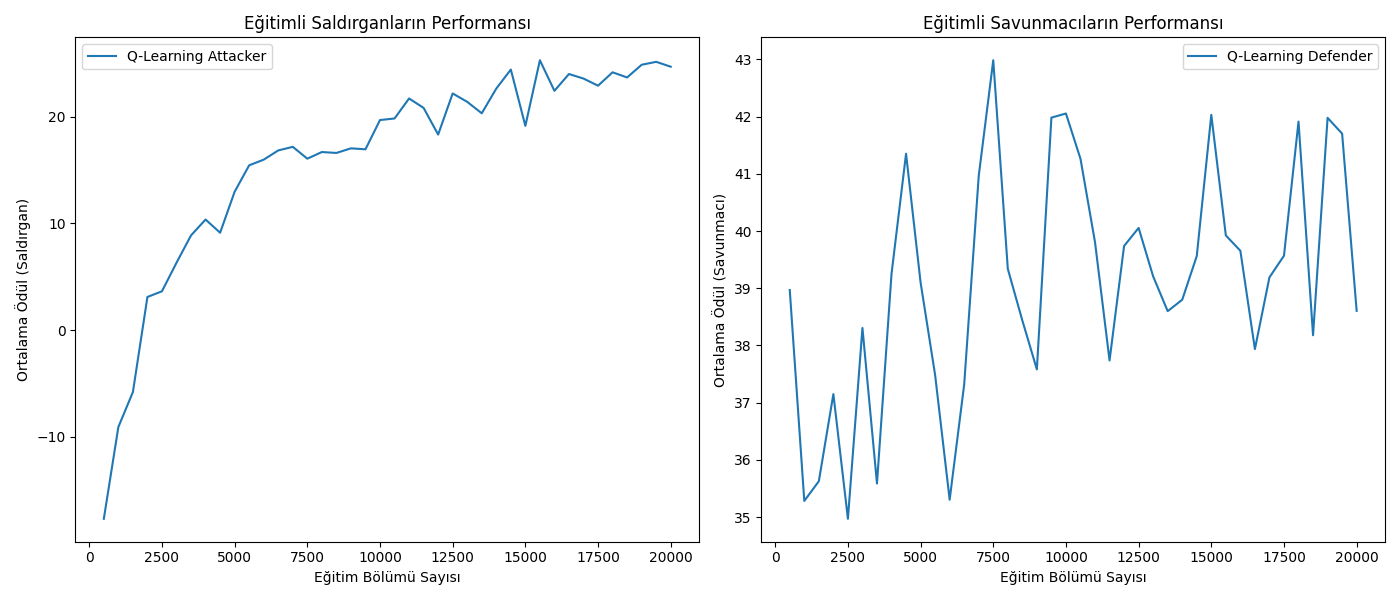 Eğitimli Saldırganların Performansı
Q-Learning Attacker
Ortalama Ödül (Saldırgan)
20
10
0
−10
0 2500 5000 7500 10000 12500 15000 17500 20000
Eğitim Bölümü Sayısı
Eğitimli Savunmacıların Performansı
Q-Learning Defender
Ortalama Ödül (Savunmacı)
43
42
41
40
39
38
37
36
35
0 2500 5000 7500 10000 12500 15000 17500 20000
Eğitim Bölümü Sayısı